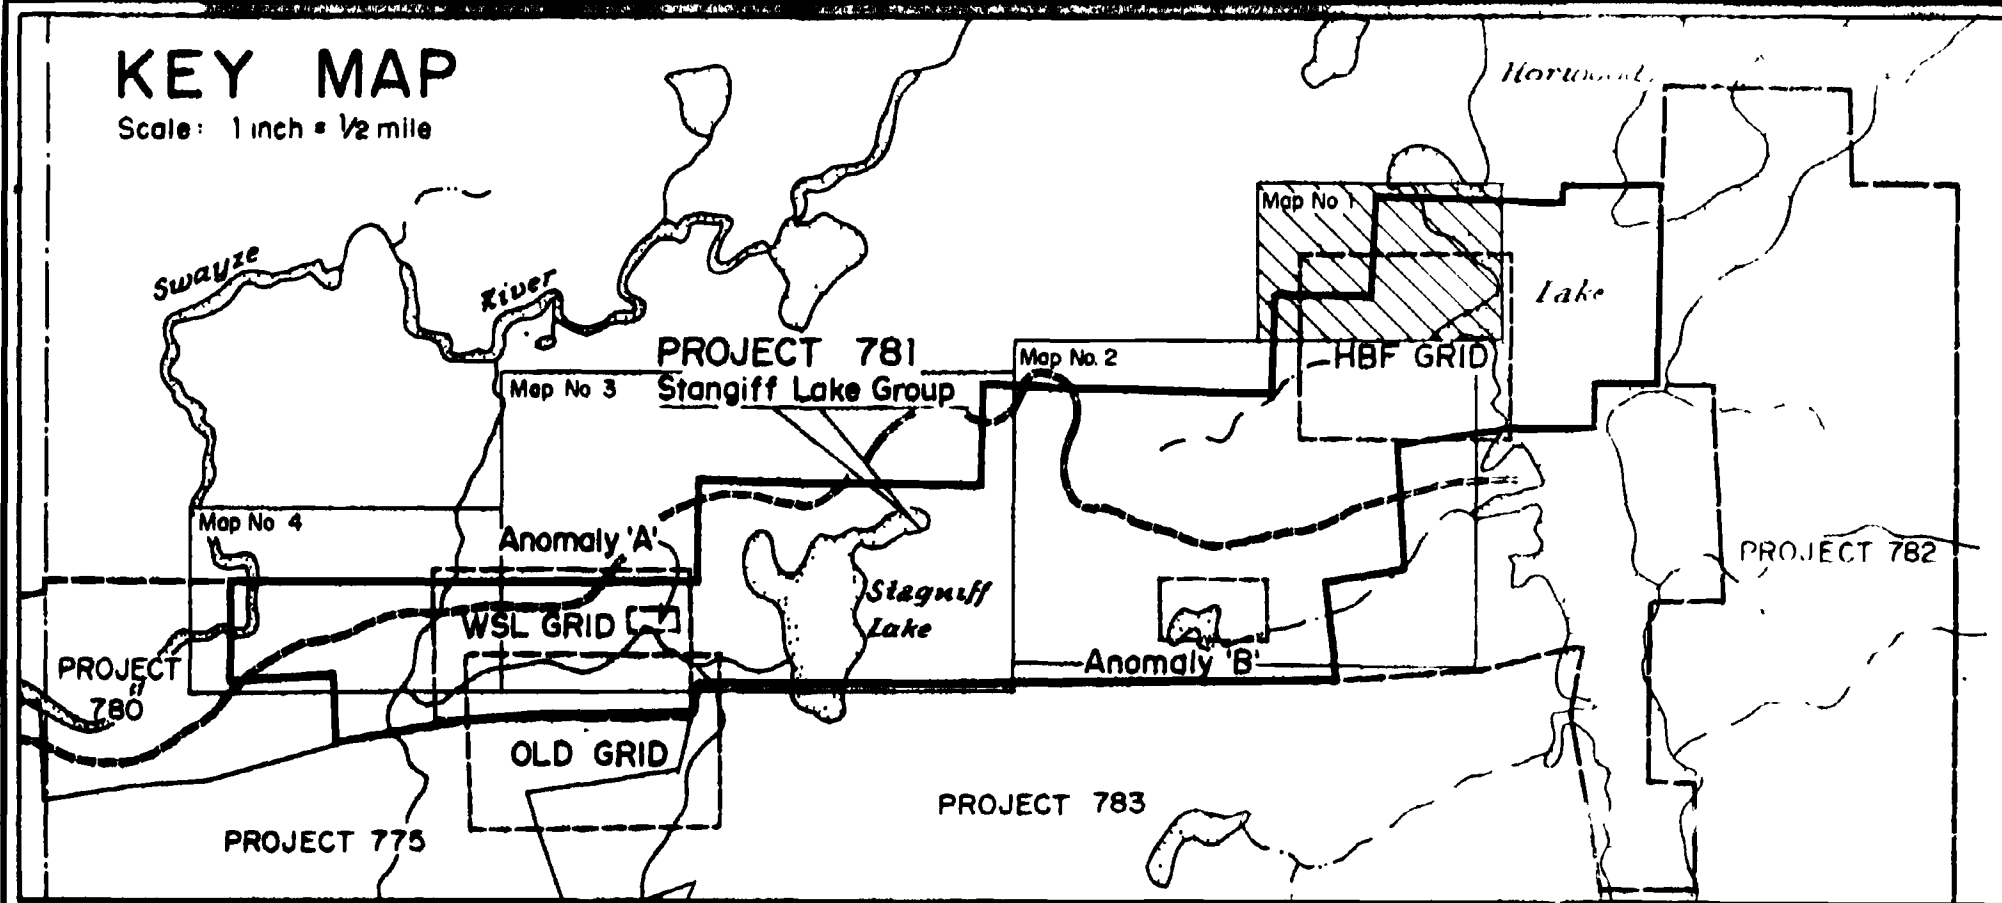 KEY MAP
Scale: 1 inch = 1/2 mile
Horwood
Lake
Swayze
River
Map No 1
PROJECT 781
Stangiff Lake Group
Map No. 2
HBF GRID
Map No 3
Map No 4
Anomaly 'A'
Stagniff
Lake
PROJECT 782
WSL GRID
PROJECT
780
Anomaly 'B'
OLD GRID
PROJECT 783
PROJECT 775